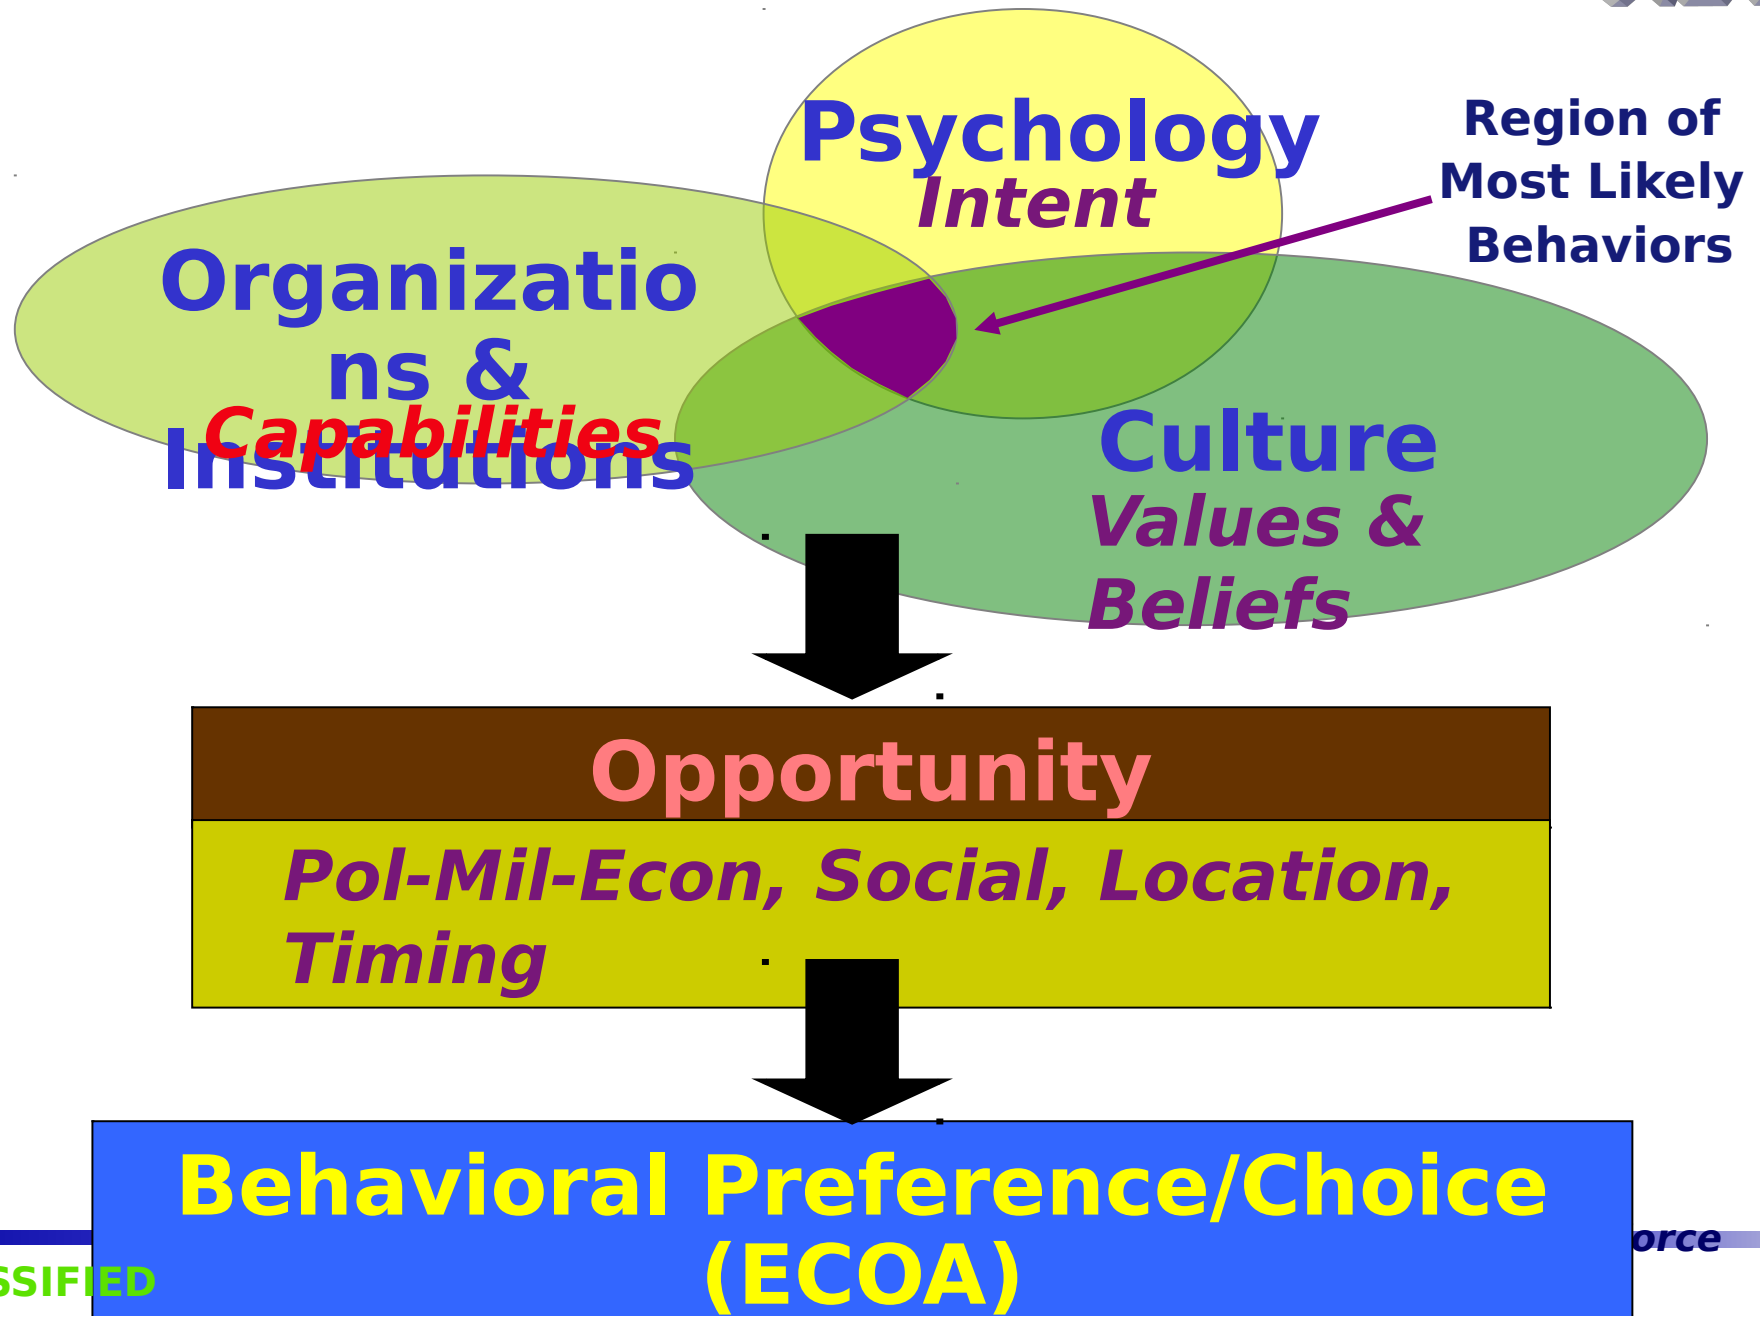 Psychology
Intent
Region of
Most Likely
Behaviors
Organizatio
ns &
Institutions
Capabilities
Culture
Values &
Beliefs
Opportunity
Pol-Mil-Econ, Social, Location,
Timing
Behavioral Preference/Choice
(ECOA)
orce
SSIFIED